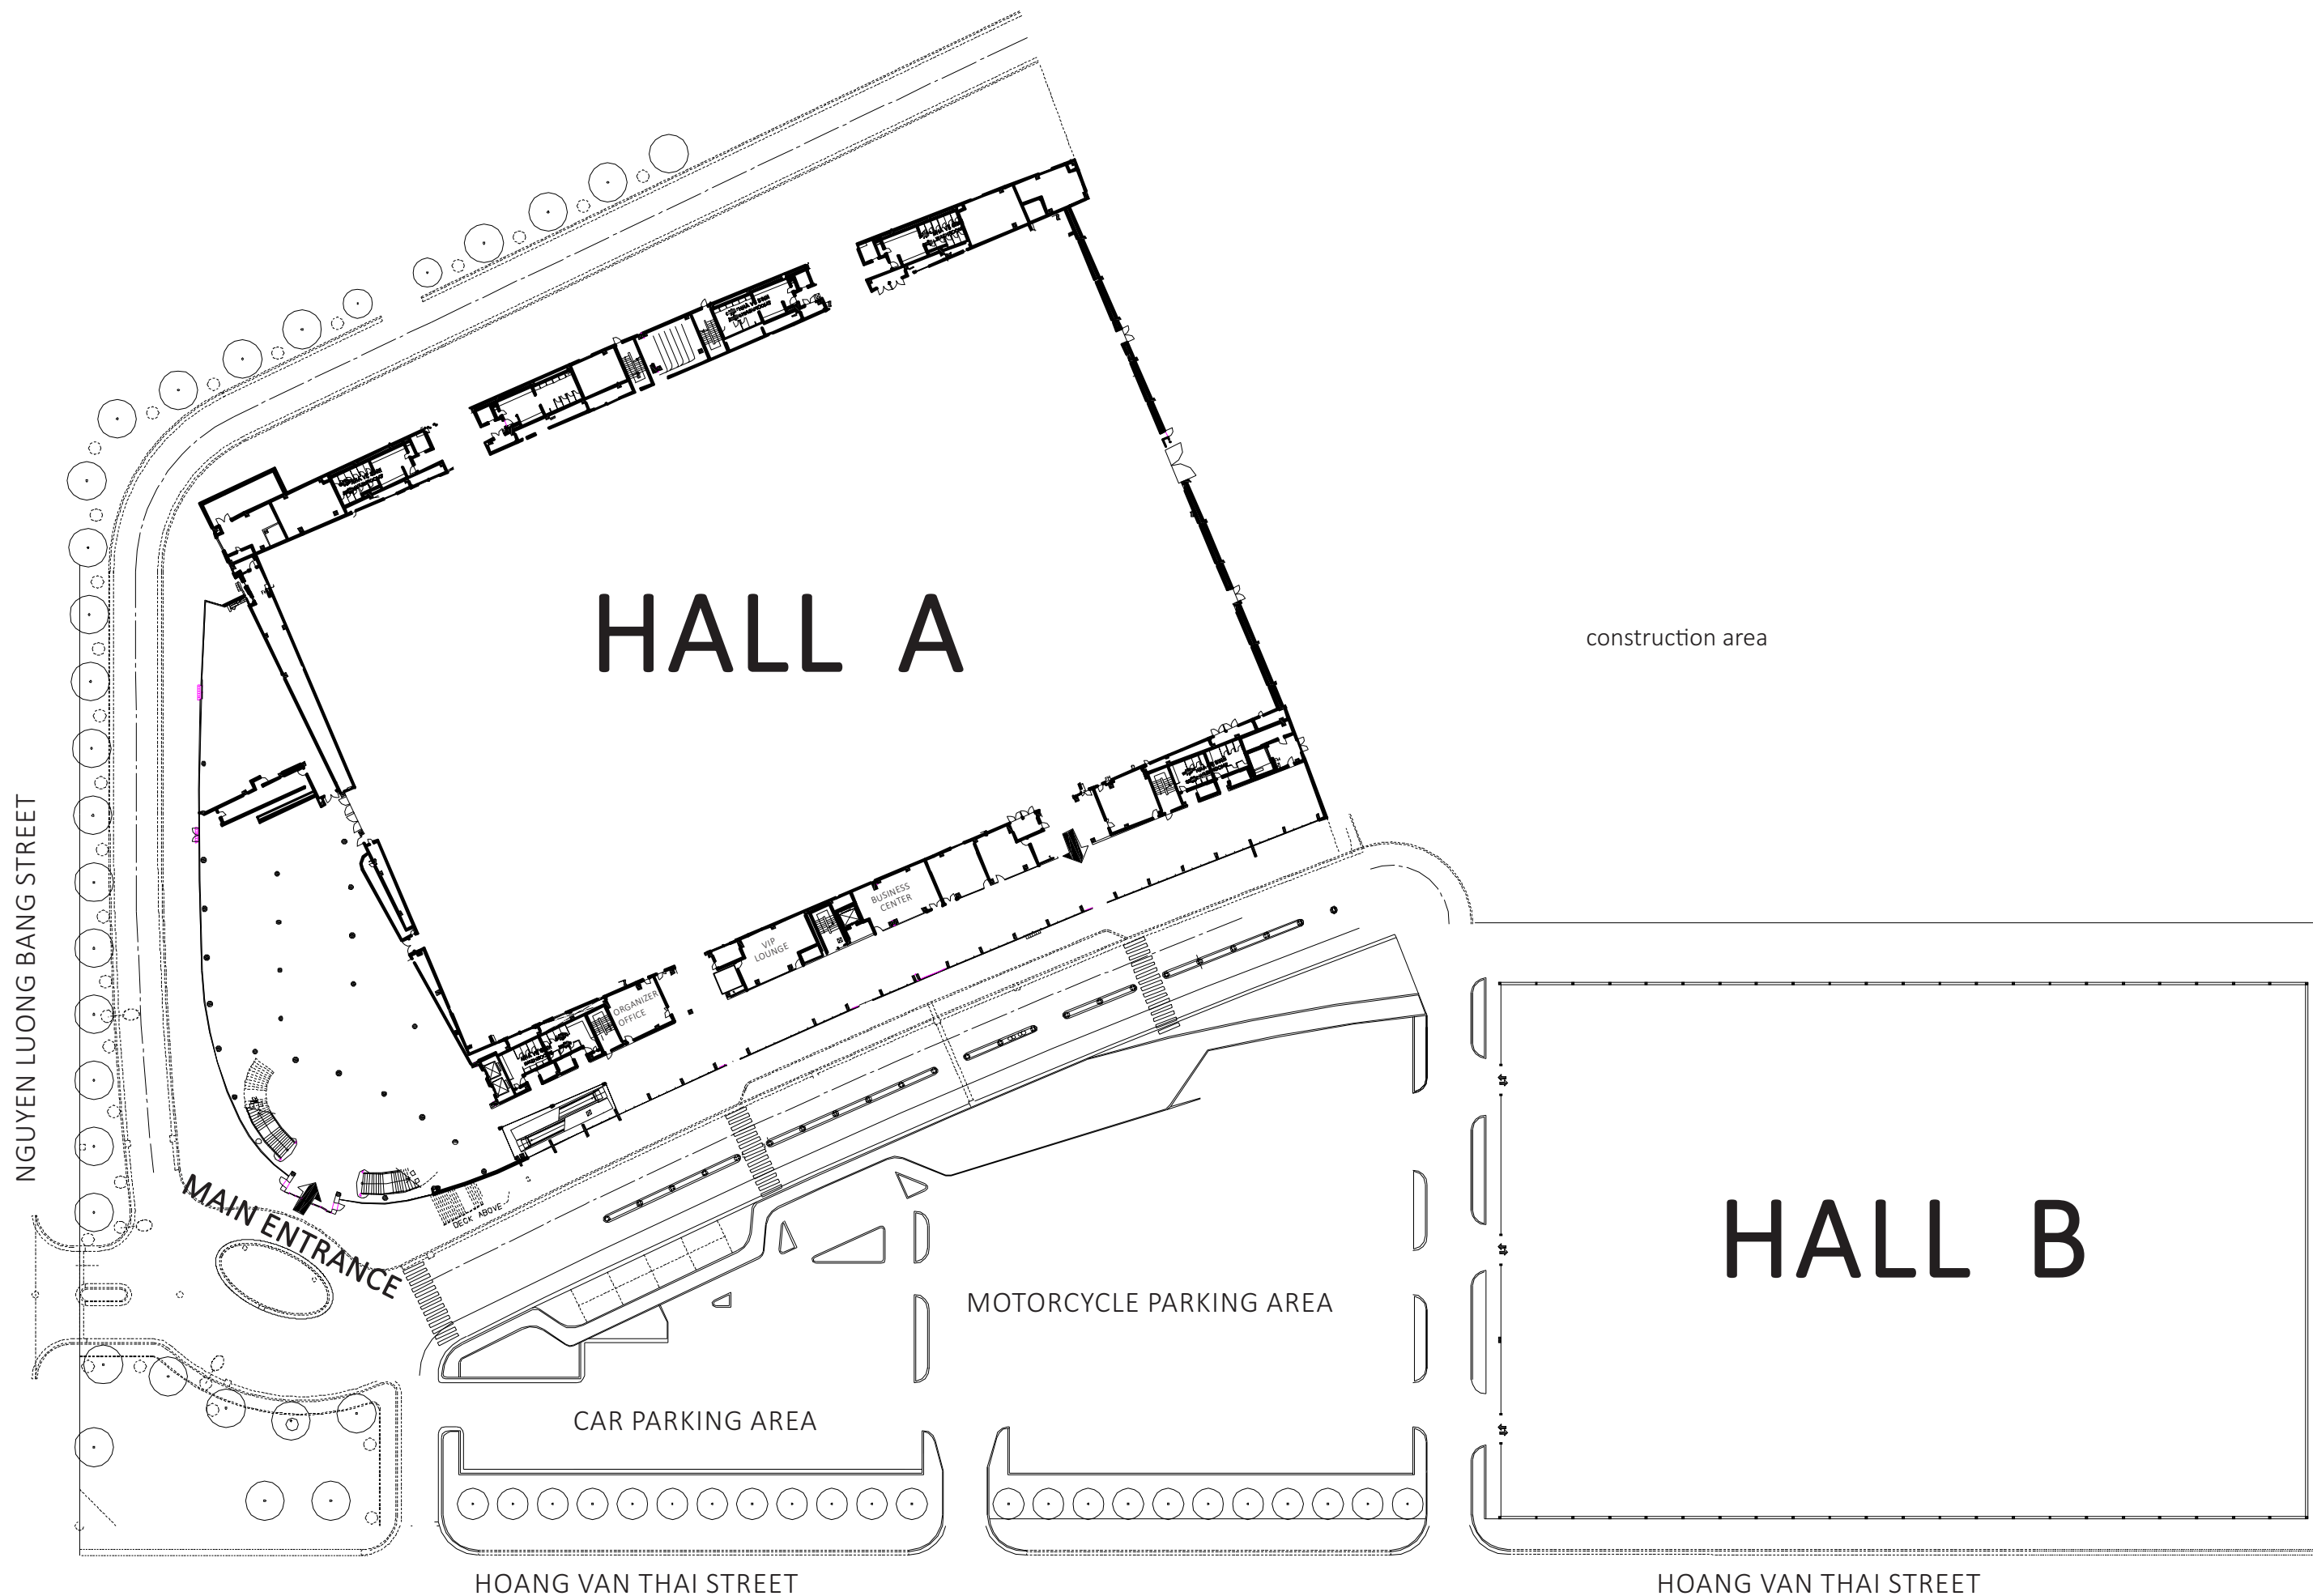 HALL A
construction area
BUSINESS
CENTER
VIP
LOUNGE
ORGANIZER
OFFICE
NGUYEN LUONG BANG STREET
MAIN ENTRANCE
DECK ABOVE
HALL B
MOTORCYCLE PARKING AREA
CAR PARKING AREA
HOANG VAN THAI STREET
HOANG VAN THAI STREET